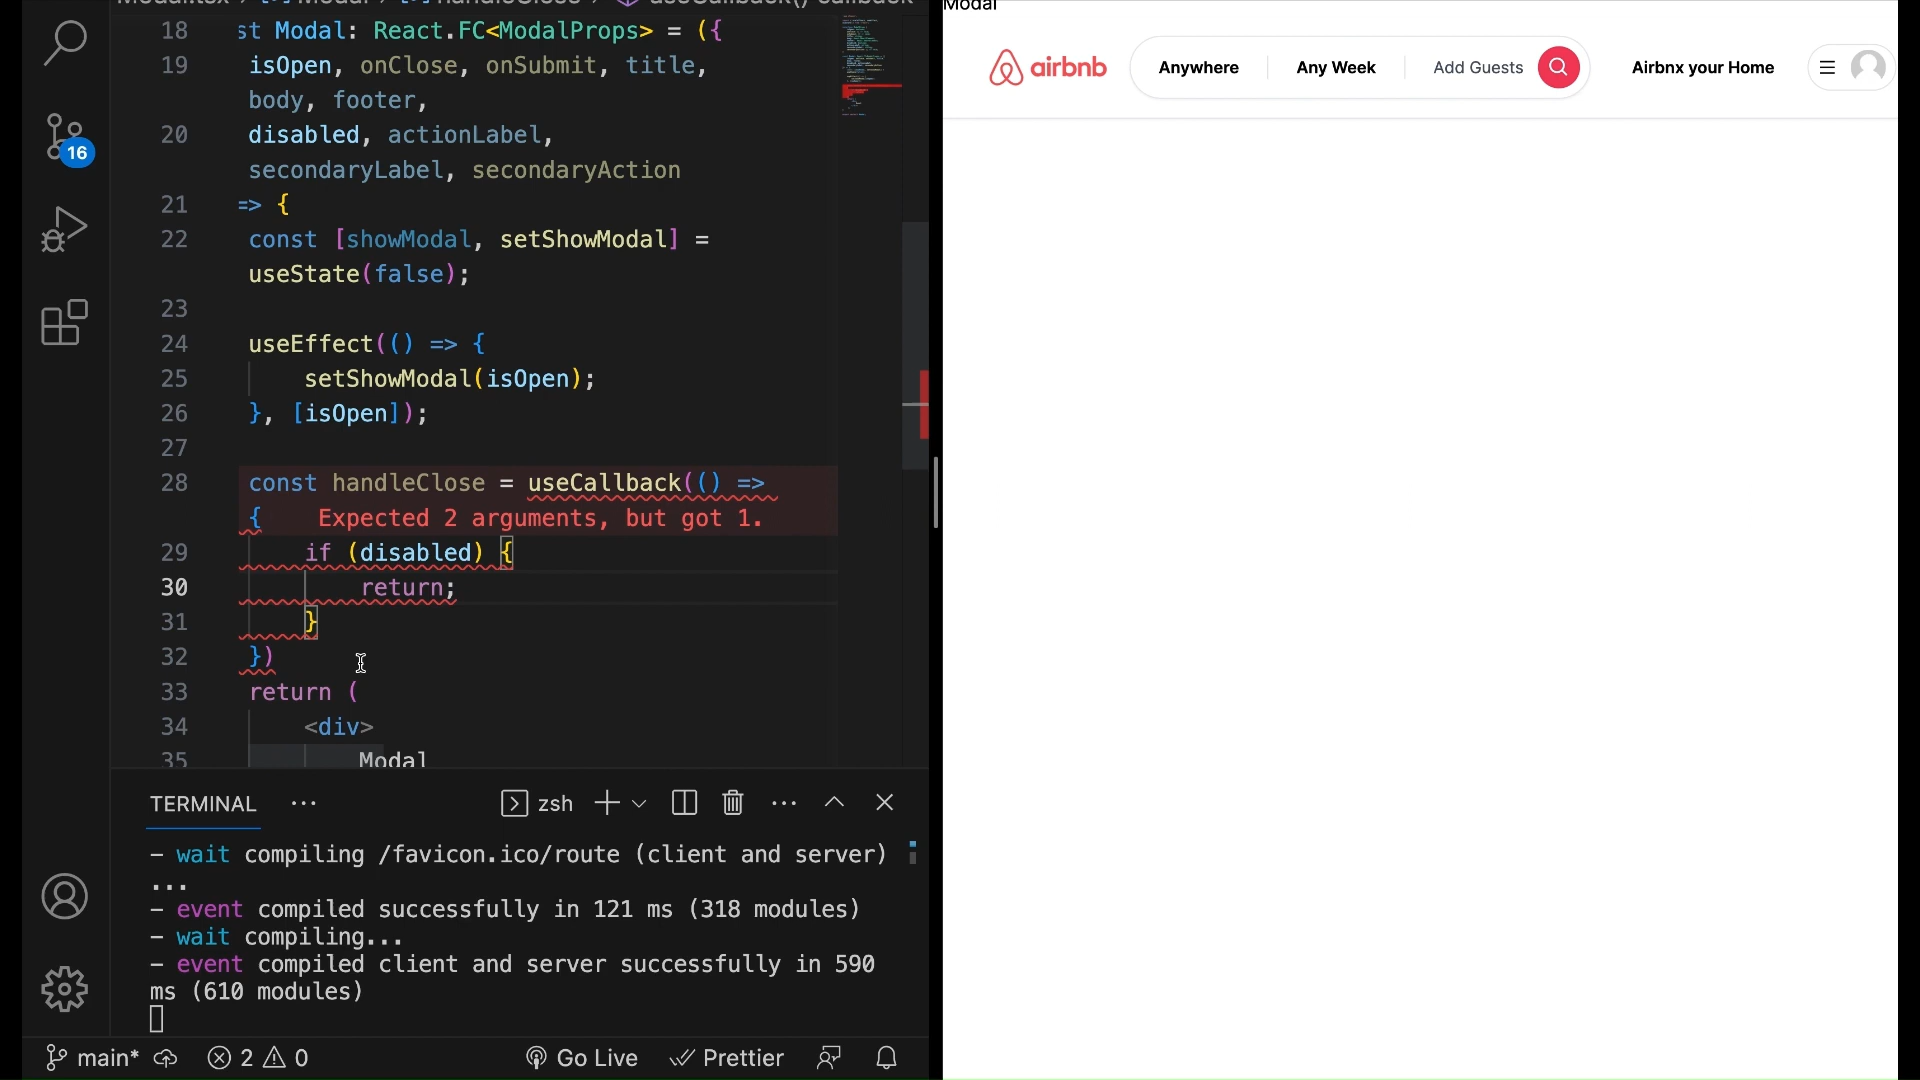 18 st Modal: React.FC<ModalProps> = ({
19 isOpen, onClose, onSubmit, title,
body, footer,
20 disabled, actionLabel,
secondaryLabel, secondaryAction
21 => {
22 const [showModal, setShowModal] =
useState(false);
23
24 useEffect(() => {
25 setShowModal(isOpen);
26 }, [isOpen]);
27
28 const handleClose = useCallback(() =>
{ Expected 2 arguments, but got 1.
29 if (disabled) {
30 return;
31 }
32 })
33 return (
34 <div>
35 Modal
16
TERMINAL ··· zsh
– wait compiling /favicon.ico/route (client and server)
...
– event compiled successfully in 121 ms (318 modules)
– wait compiling...
– event compiled client and server successfully in 590
ms (610 modules)
main* 2 0 Go Live Prettier
Modal
airbnb Anywhere Any Week Add Guests Airbnx your Home